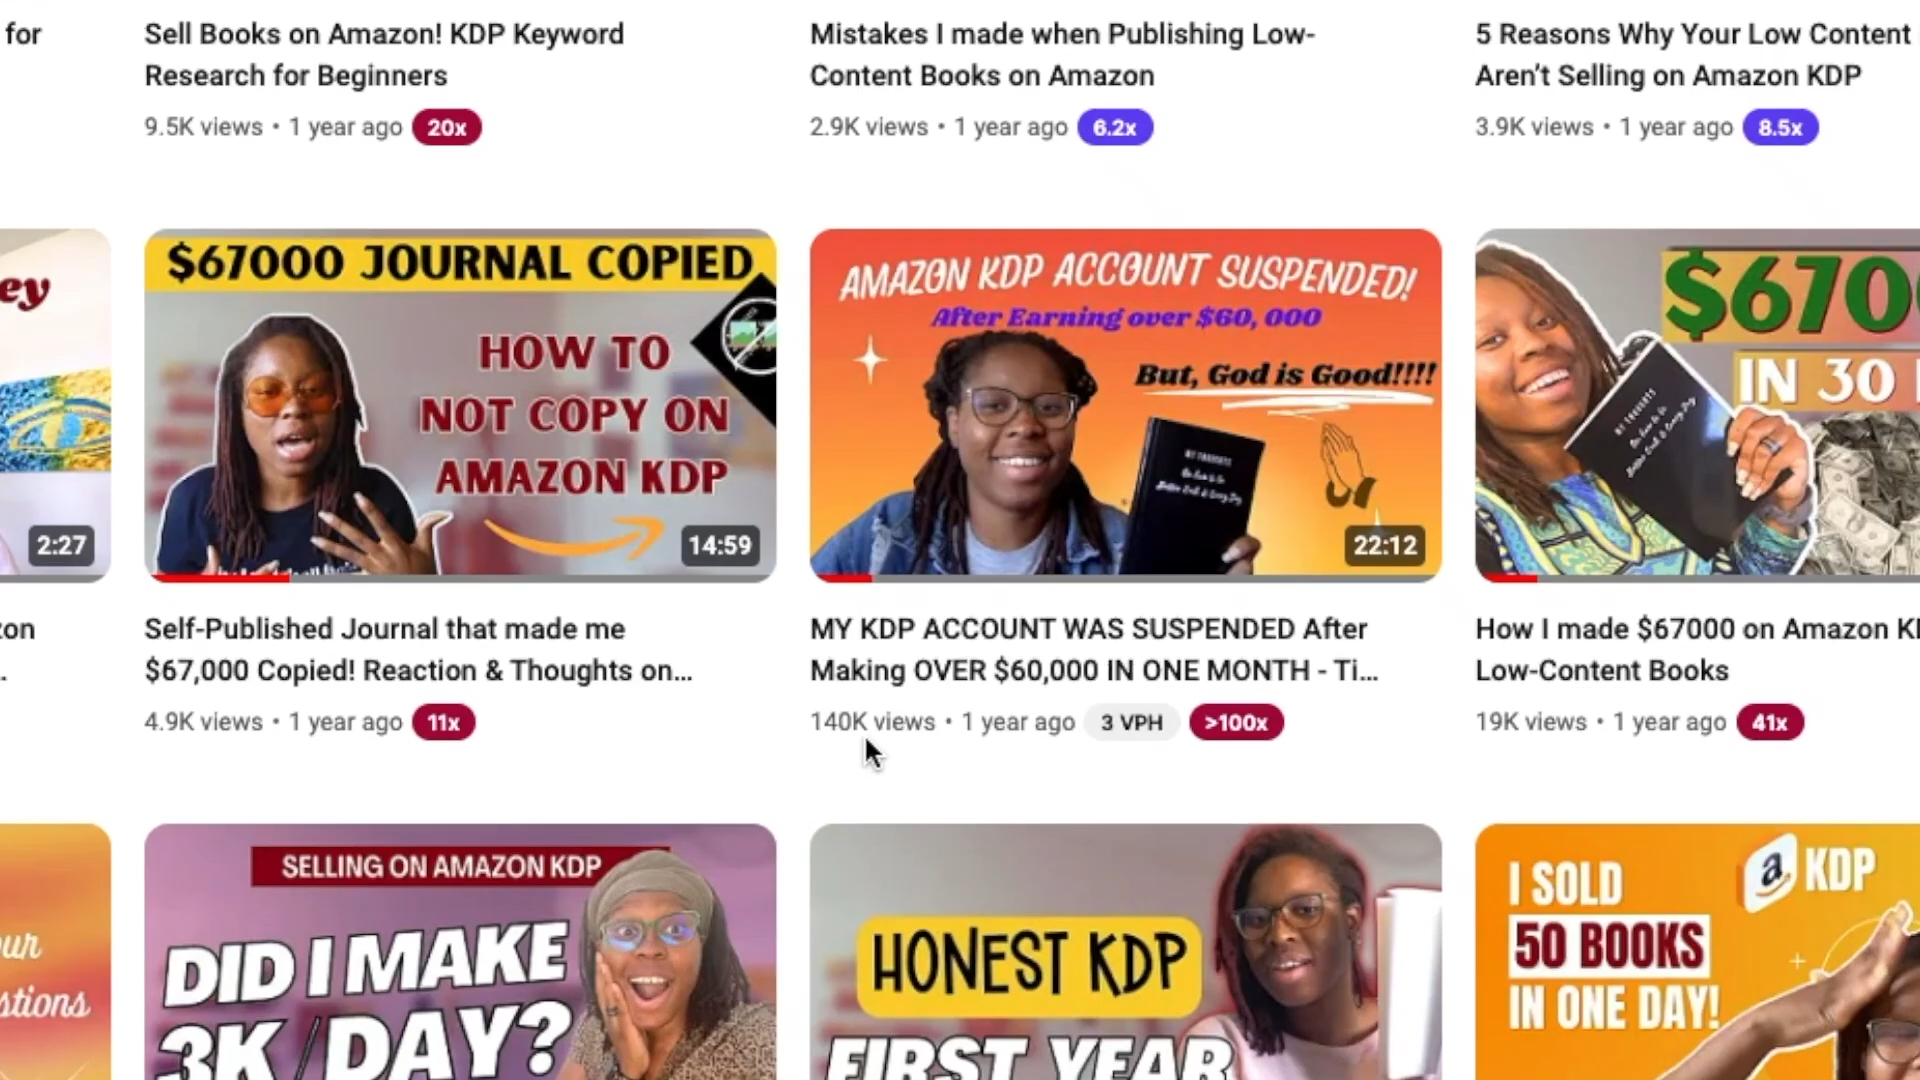 for
Sell Books on Amazon! KDP Keyword
Research for Beginners
9.5K views • 1 year ago 20x
Mistakes I made when Publishing Low-
Content Books on Amazon
2.9K views • 1 year ago 6.2x
5 Reasons Why Your Low Content
Aren't Selling on Amazon KDP
3.9K views • 1 year ago 8.5x
ey
2:27
$67000 JOURNAL COPIED
HOW TO
NOT COPY ON
AMAZON KDP
14:59
AMAZON KDP ACCOUNT SUSPENDED!
After Earning over $60, 000
But, God is Good!!!!
MY THOUGHTS
22:12
$670
IN 30
MY THOUGHTS
zon
.
Self-Published Journal that made me
$67,000 Copied! Reaction & Thoughts on...
4.9K views • 1 year ago 11x
MY KDP ACCOUNT WAS SUSPENDED After
Making OVER $60,000 IN ONE MONTH - Ti...
140K views • 1 year ago 3 VPH >100x
How I made $67000 on Amazon K
Low-Content Books
19K views • 1 year ago 41x
our
stions
SELLING ON AMAZON KDP
DID I MAKE
3K/DAY?
HONEST KDP
FIRST YEAR
a KDP
I SOLD
50 BOOKS
IN ONE DAY!